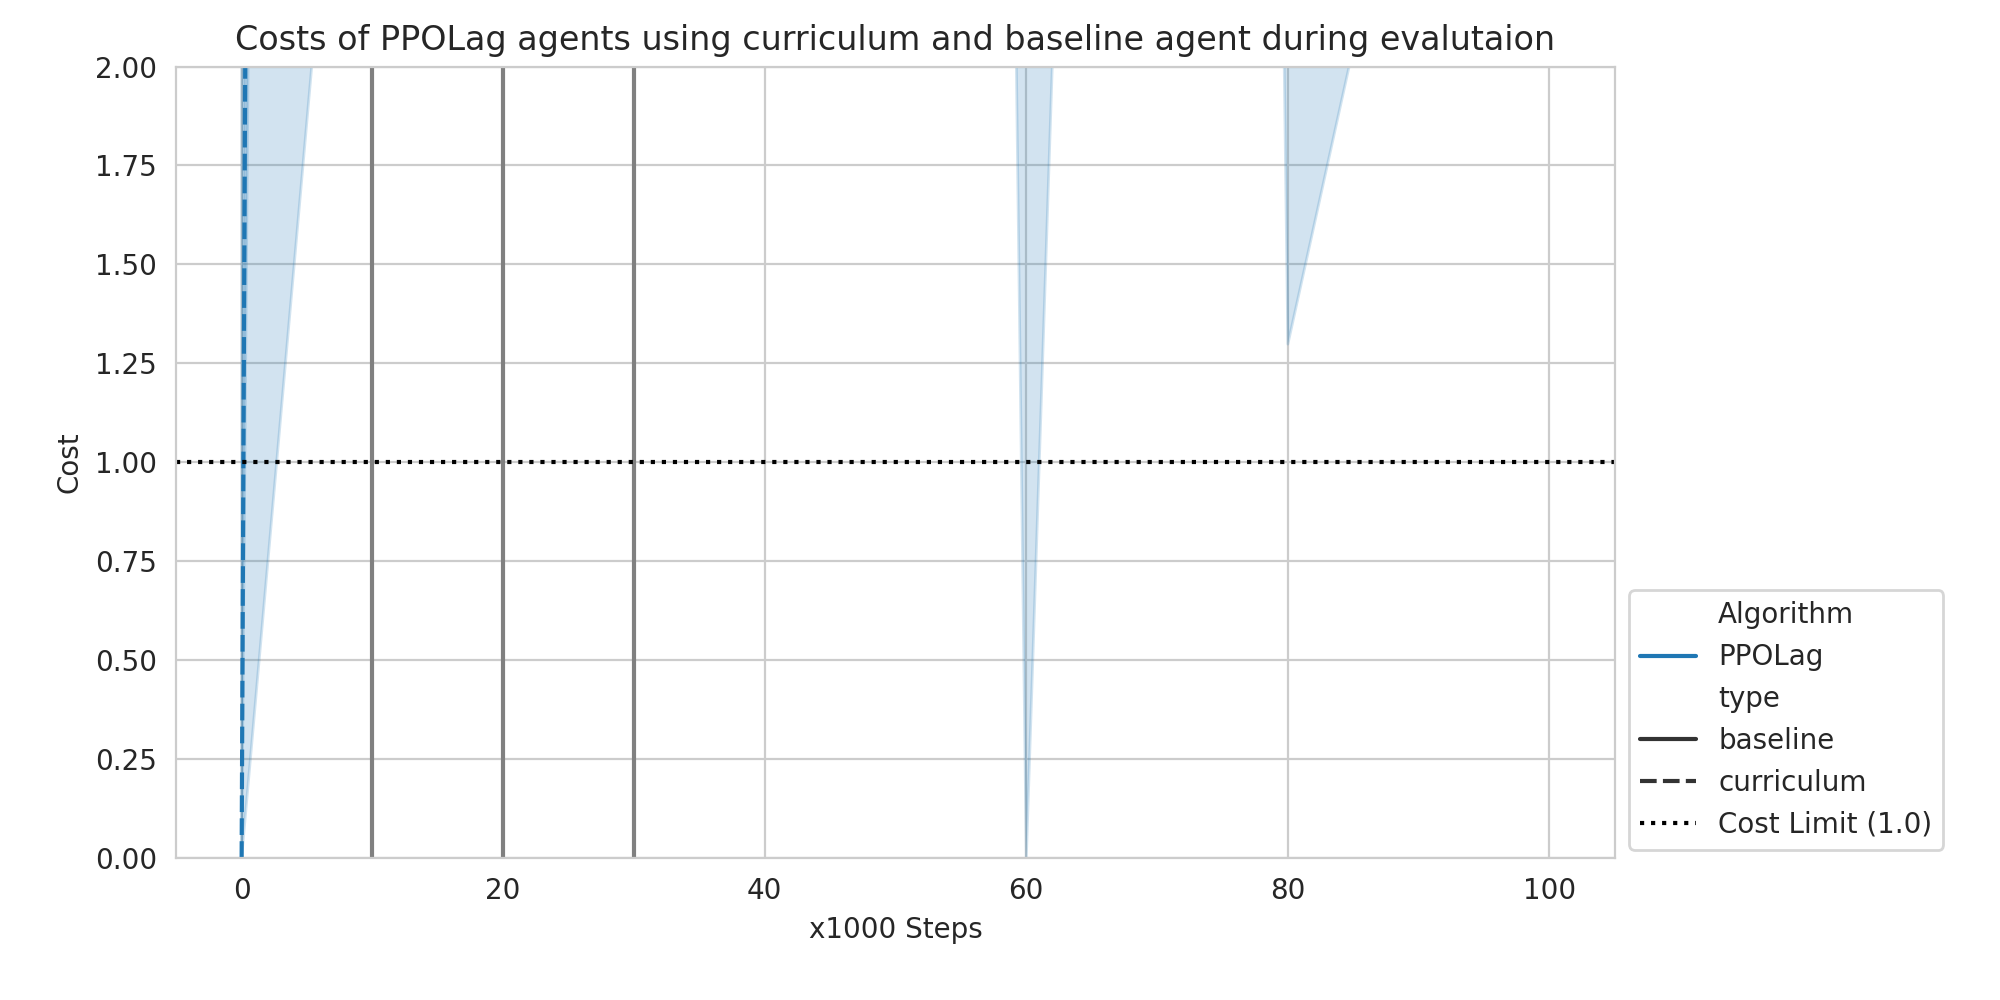 Costs of PPOLag agents using curriculum and baseline agent during evalutaion
2.00
1.75
1.50
1.25
1.00
0.75
0.50
0.25
0.00
Cost
0 20 40 60 80 100
x1000 Steps
Algorithm
PPOLag
type
baseline
curriculum
Cost Limit (1.0)